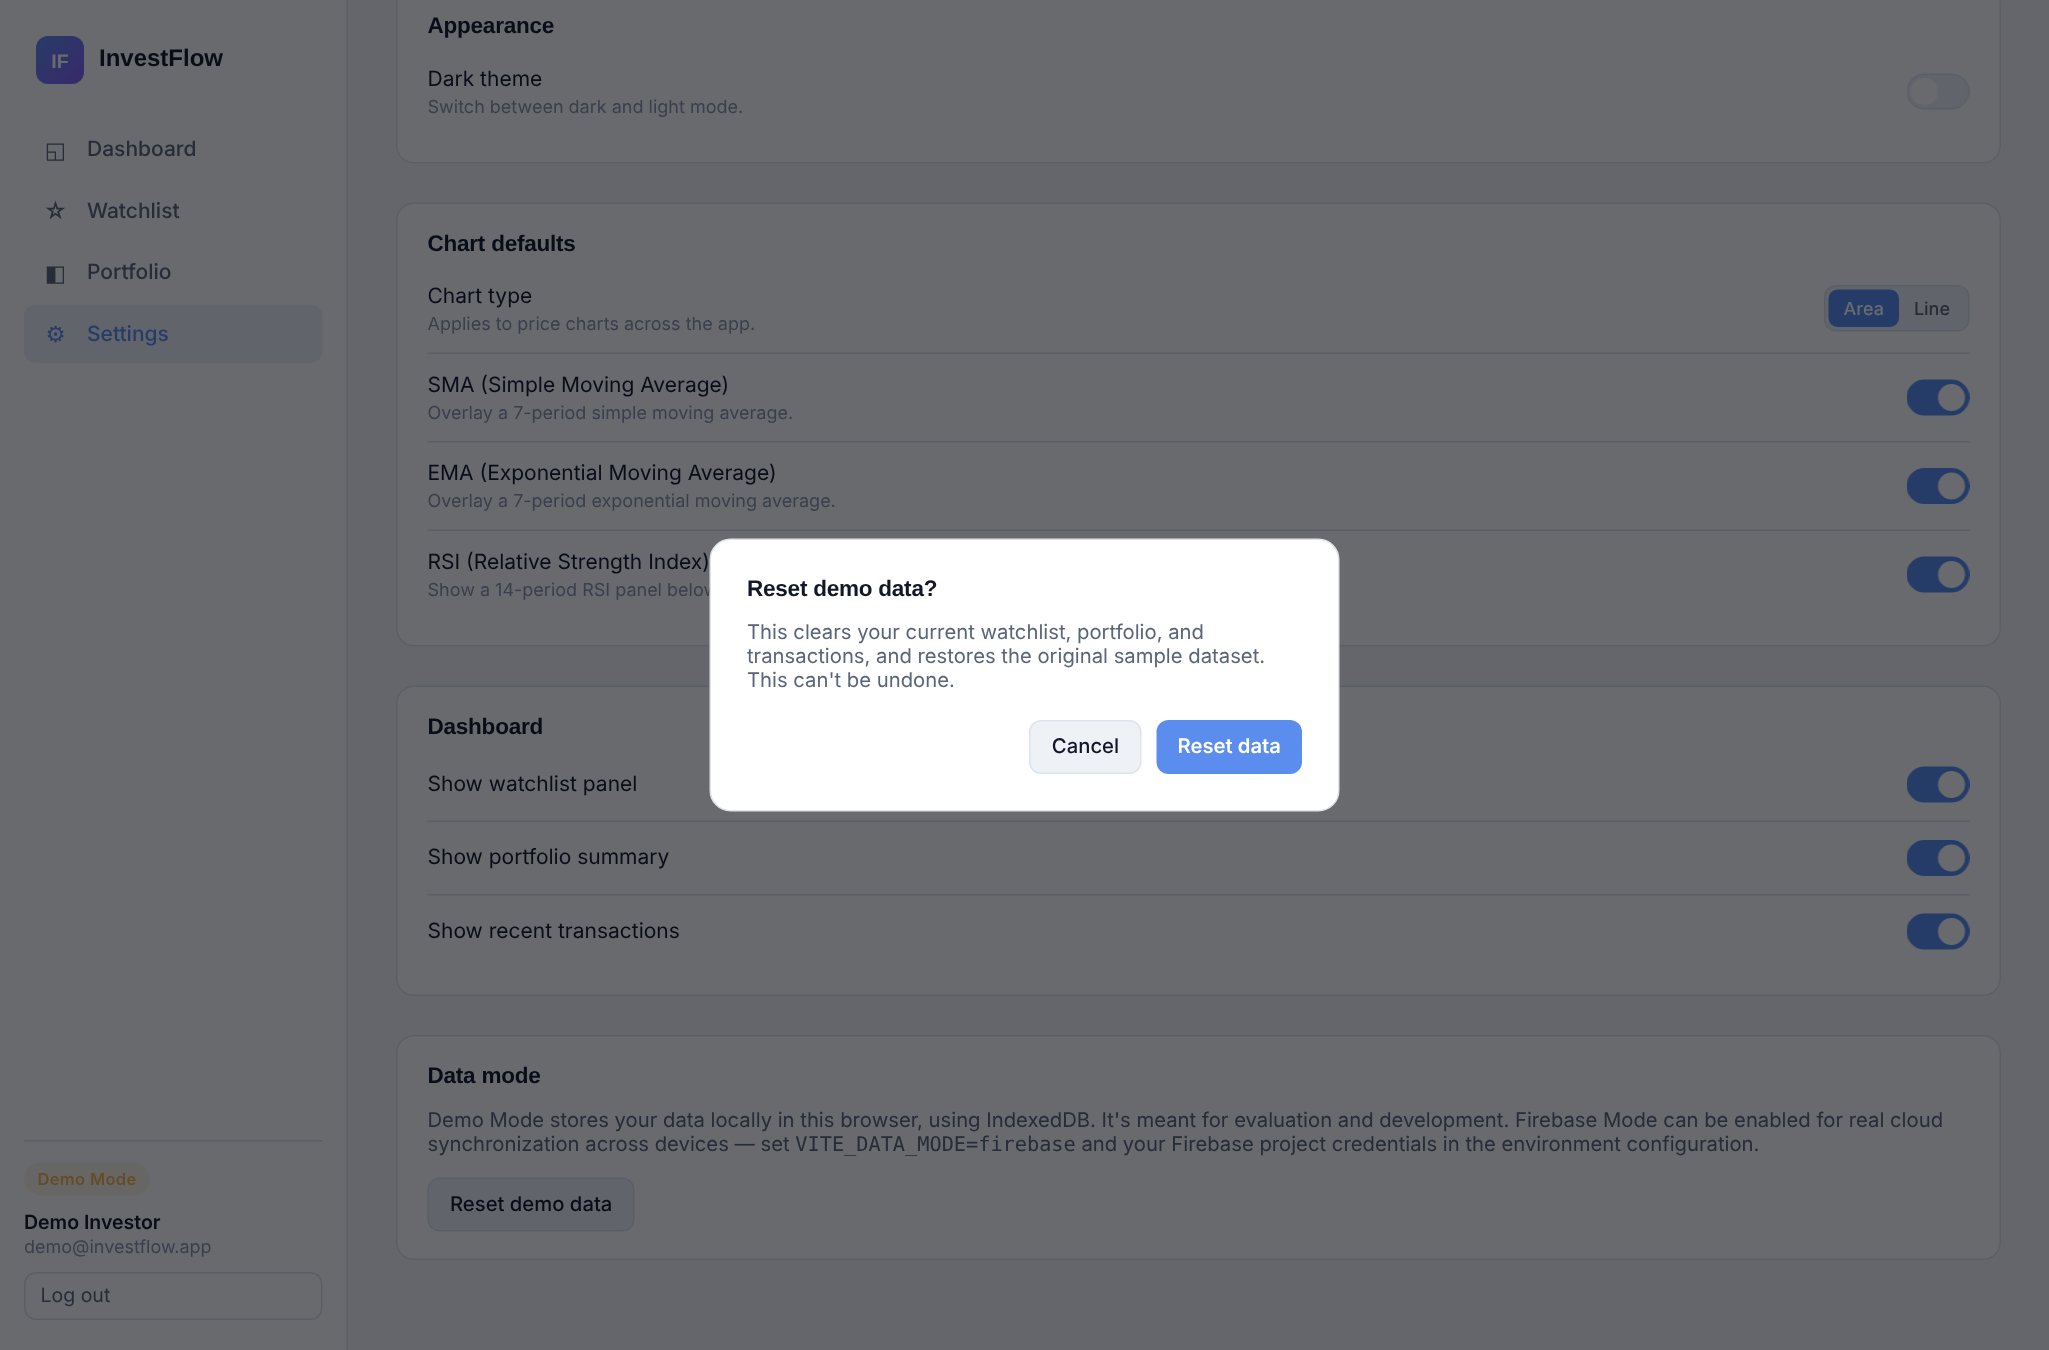 IF InvestFlow
Dashboard
Watchlist
Portfolio
Settings
Demo Mode
Demo Investor
demo@investflow.app
Log out
Appearance
Dark theme
Switch between dark and light mode.
Chart defaults
Chart type
Applies to price charts across the app.
Area Line
SMA (Simple Moving Average)
Overlay a 7-period simple moving average.
EMA (Exponential Moving Average)
Overlay a 7-period exponential moving average.
RSI (Relative Strength Index)
Show a 14-period RSI panel below
Dashboard
Show watchlist panel
Show portfolio summary
Show recent transactions
Data mode
Demo Mode stores your data locally in this browser, using IndexedDB. It's meant for evaluation and development. Firebase Mode can be enabled for real cloud
synchronization across devices — set VITE_DATA_MODE=firebase and your Firebase project credentials in the environment configuration.
Reset demo data
Reset demo data?
This clears your current watchlist, portfolio, and
transactions, and restores the original sample dataset.
This can't be undone.
Cancel Reset data